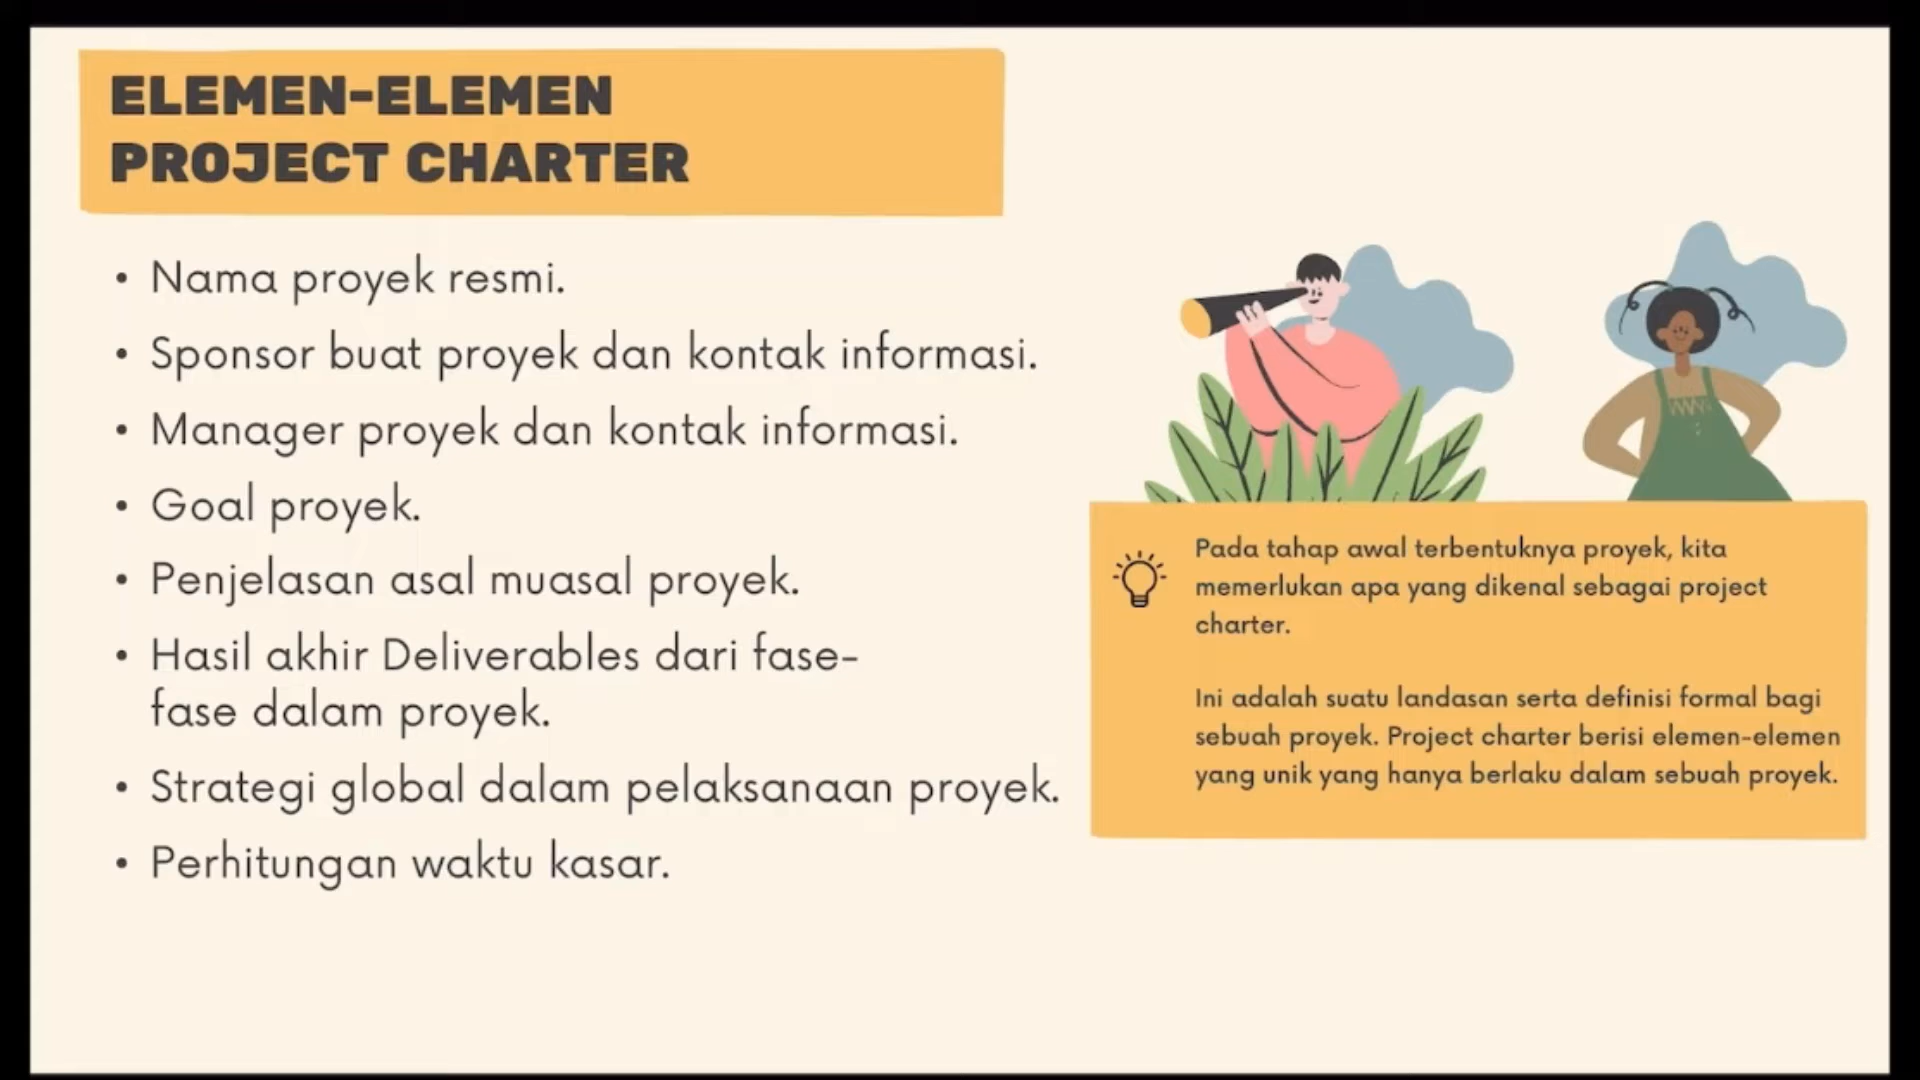 ELEMEN-ELEMEN
PROJECT CHARTER
• Nama proyek resmi.
• Sponsor buat proyek dan kontak informasi.
• Manager proyek dan kontak informasi.
• Goal proyek.
• Penjelasan asal muasal proyek.
• Hasil akhir Deliverables dari fase-
fase dalam proyek.
• Strategi global dalam pelaksanaan proyek.
• Perhitungan waktu kasar.
Pada tahap awal terbentuknya proyek, kita
memerlukan apa yang dikenal sebagai project
charter.
Ini adalah suatu landasan serta definisi formal bagi
sebuah proyek. Project charter berisi elemen-elemen
yang unik yang hanya berlaku dalam sebuah proyek.